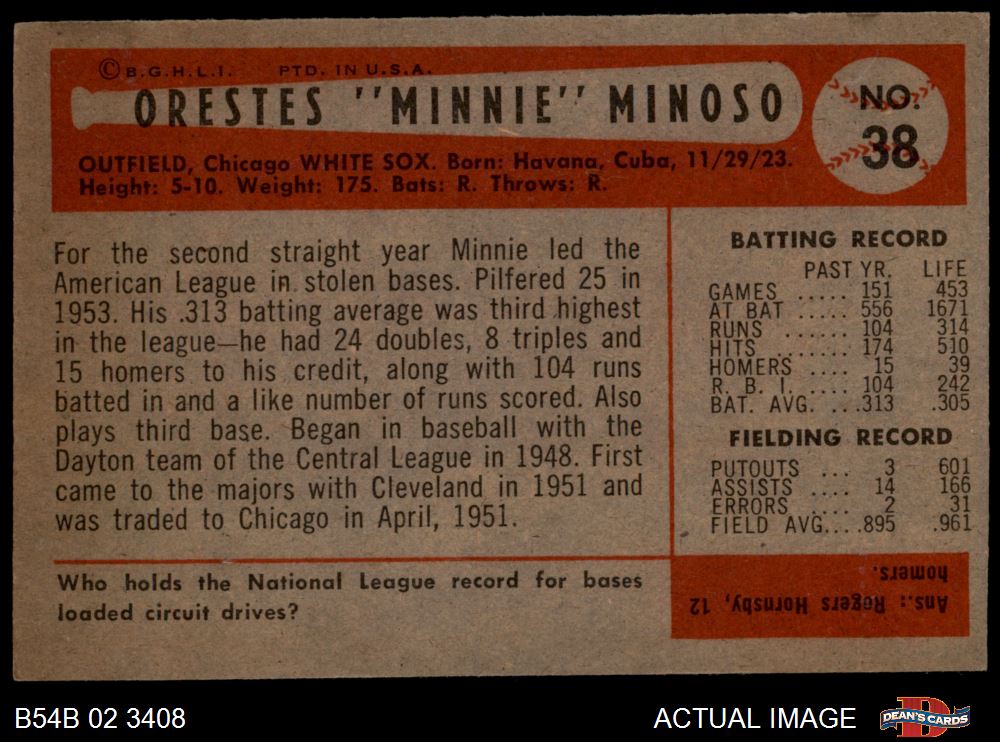 ©B.G.H.L.I. PTD. IN U.S.A.
ORESTES "MINNIE" MINOSO
NO.
38
OUTFIELD, Chicago WHITE SOX. Born: Havana, Cuba, 11/29/23.
Height: 5-10. Weight: 175. Bats: R. Throws: R.
For the second straight year Minnie led the
American League in stolen bases. Pilfered 25 in
1953. His .313 batting average was third highest
in the league—he had 24 doubles, 8 triples and
15 homers to his credit, along with 104 runs
batted in and a like number of runs scored. Also
plays third base. Began in baseball with the
Dayton team of the Central League in 1948. First
came to the majors with Cleveland in 1951 and
was traded to Chicago in April, 1951.
BATTING RECORD
PAST YR. LIFE
GAMES ..... 151 453
AT BAT ..... 556 1671
RUNS ...... 104 314
HITS ....... 174 510
HOMERS .... 15 39
R. B. I. .... 104 242
BAT. AVG. ...313 .305
FIELDING RECORD
PUTOUTS ... 3 601
ASSISTS .... 14 166
ERRORS .... 2 31
FIELD AVG....895 .961
Who holds the National League record for bases
loaded circuit drives?
Ans.: Rogers Hornsby, 12
homers.
B54B 02 3408
ACTUAL IMAGE
DEAN'S CARDS